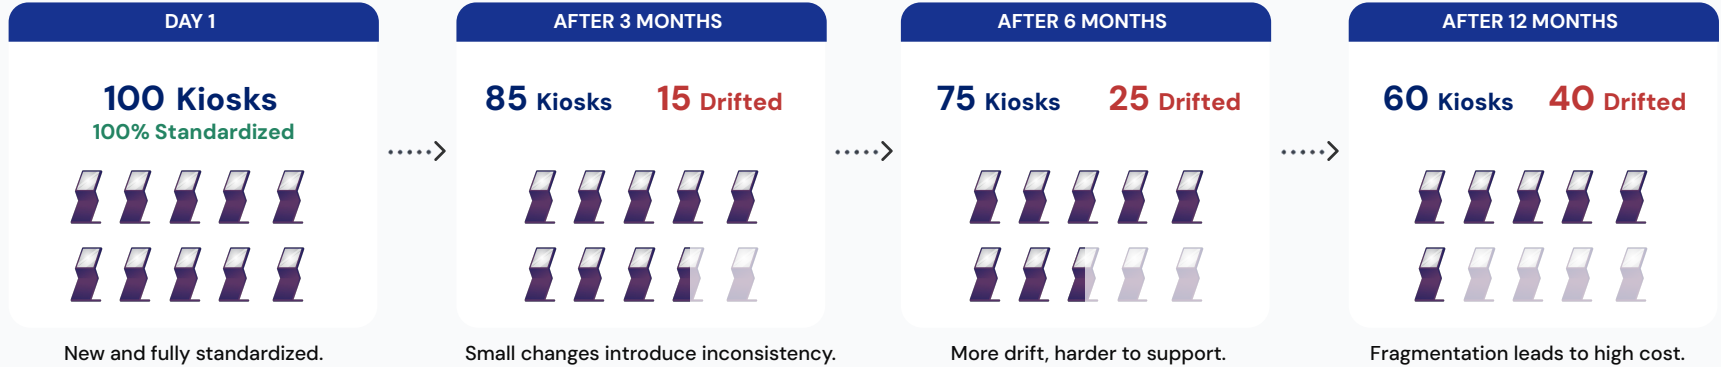 DAY 1
100 Kiosks
100% Standardized
New and fully standardized.
AFTER 3 MONTHS
85 Kiosks 15 Drifted
Small changes introduce inconsistency.
AFTER 6 MONTHS
75 Kiosks 25 Drifted
More drift, harder to support.
AFTER 12 MONTHS
60 Kiosks 40 Drifted
Fragmentation leads to high cost.